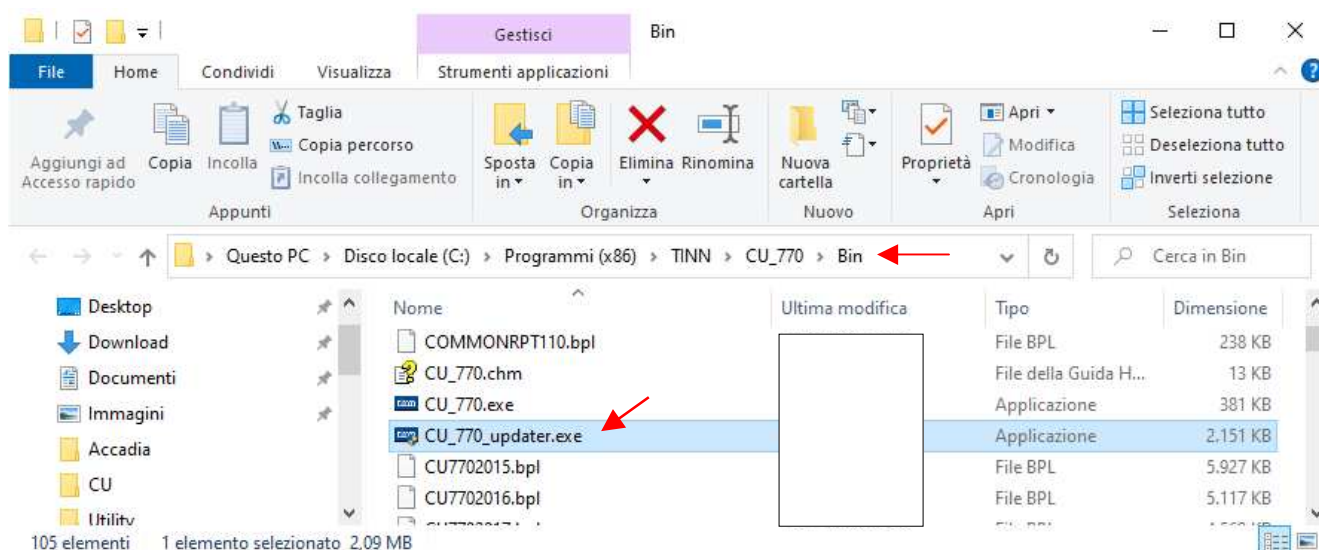 Gestisci Bin
File Home Condividi Visualizza Strumenti applicazioni
Aggiungi ad Accesso rapido
Copia
Incolla
Taglia
Copia percorso
Incolla collegamento
Appunti
Sposta in
Copia in
Elimina
Rinomina
Organizza
Nuova cartella
Nuovo
Proprietà
Apri
Modifica
Cronologia
Apri
Seleziona tutto
Deseleziona tutto
Inverti selezione
Seleziona
Questo PC > Disco locale (C:) > Programmi (x86) > TINN > CU_770 > Bin
Cerca in Bin
Desktop
Download
Documenti
Immagini
Accadia
CU
Utility
Nome Ultima modifica Tipo Dimensione
COMMONRPT110.bpl File BPL 238 KB
CU_770.chm File della Guida H... 13 KB
CU_770.exe Applicazione 381 KB
CU_770_updater.exe Applicazione 2.151 KB
CU7702015.bpl File BPL 5.927 KB
CU7702016.bpl File BPL 5.117 KB
105 elementi 1 elemento selezionato 2,09 MB